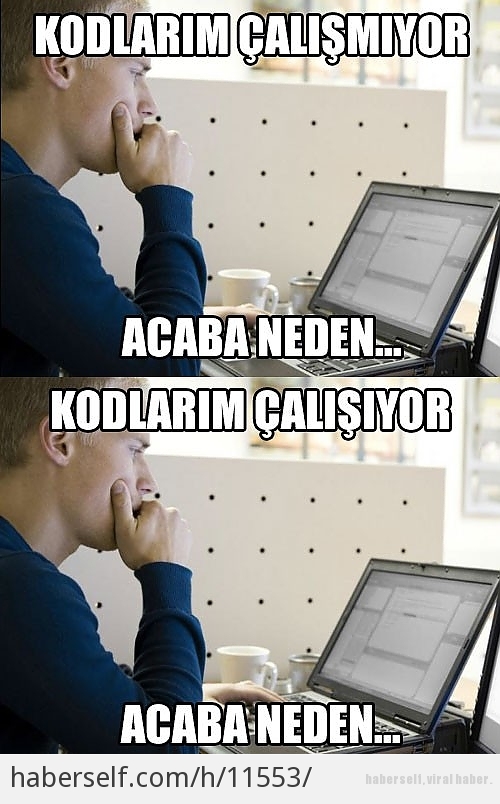 KODLARIM ÇALIŞMIYOR
ACABA NEDEN...
KODLARIM ÇALIŞIYOR
ACABA NEDEN...
haberself.com/h/11553/
haberself, viral haber.